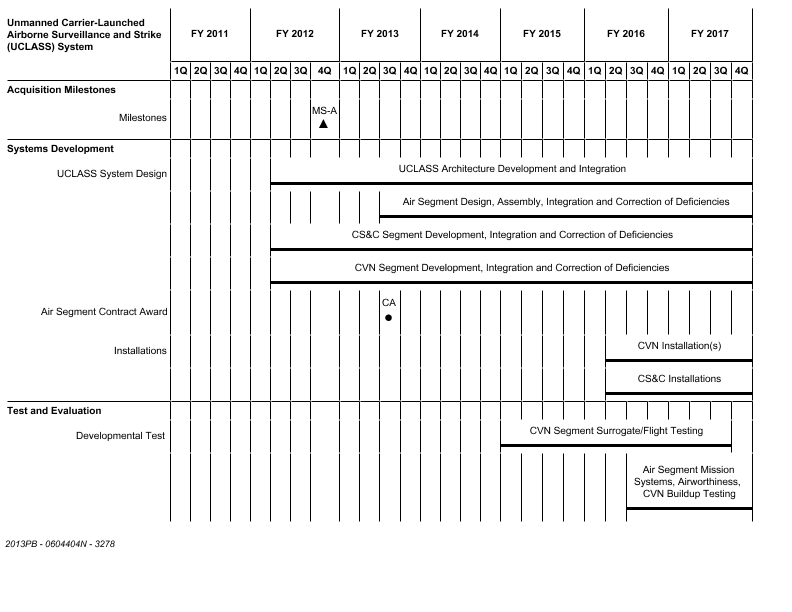 Unmanned Carrier-Launched
Airborne Surveillance and Strike
(UCLASS) System
FY 2011 FY 2012 FY 2013 FY 2014 FY 2015 FY 2016 FY 2017
1Q 2Q 3Q 4Q 1Q 2Q 3Q 4Q 1Q 2Q 3Q 4Q 1Q 2Q 3Q 4Q 1Q 2Q 3Q 4Q 1Q 2Q 3Q 4Q 1Q 2Q 3Q 4Q
Acquisition Milestones
MS-A
Milestones
Systems Development
UCLASS Architecture Development and Integration
UCLASS System Design
Air Segment Design, Assembly, Integration and Correction of Deficiencies
CS&C Segment Development, Integration and Correction of Deficiencies
CVN Segment Development, Integration and Correction of Deficiencies
CA
Air Segment Contract Award
CVN Installation(s)
Installations
CS&C Installations
Test and Evaluation
CVN Segment Surrogate/Flight Testing
Developmental Test
Air Segment Mission
Systems, Airworthiness,
CVN Buildup Testing
2013PB - 0604404N - 3278